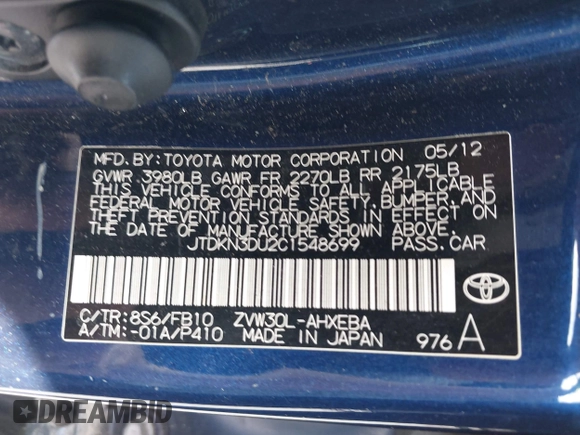 MFD.BY:TOYOTA MOTOR CORPORATION 05/12
GVWR 3980LB GAWR FR 2270LB RR 2175LB
THIS VEHICLE CONFORMS TO ALL APPLICABLE
FEDERAL MOTOR VEHICLE SAFETY,BUMPER,AND
THEFT PREVENTION STANDARDS IN EFFECT ON
THE DATE OF MANUFACTURE SHOWN ABOVE.
JTDKN3DU2C1548699 PASS.CAR
C/TR:8S6/FB10 ZVW30L-AHXEBA
A/TM:-01A/P410 MADE IN JAPAN 976A
DREAMBID